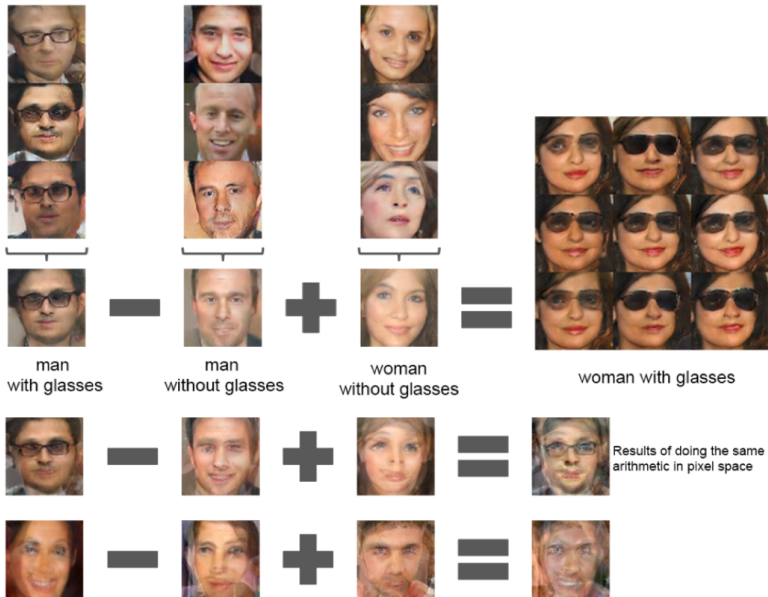 man
with glasses
man
without glasses
woman
without glasses
woman with glasses
Results of doing the same
arithmetic in pixel space